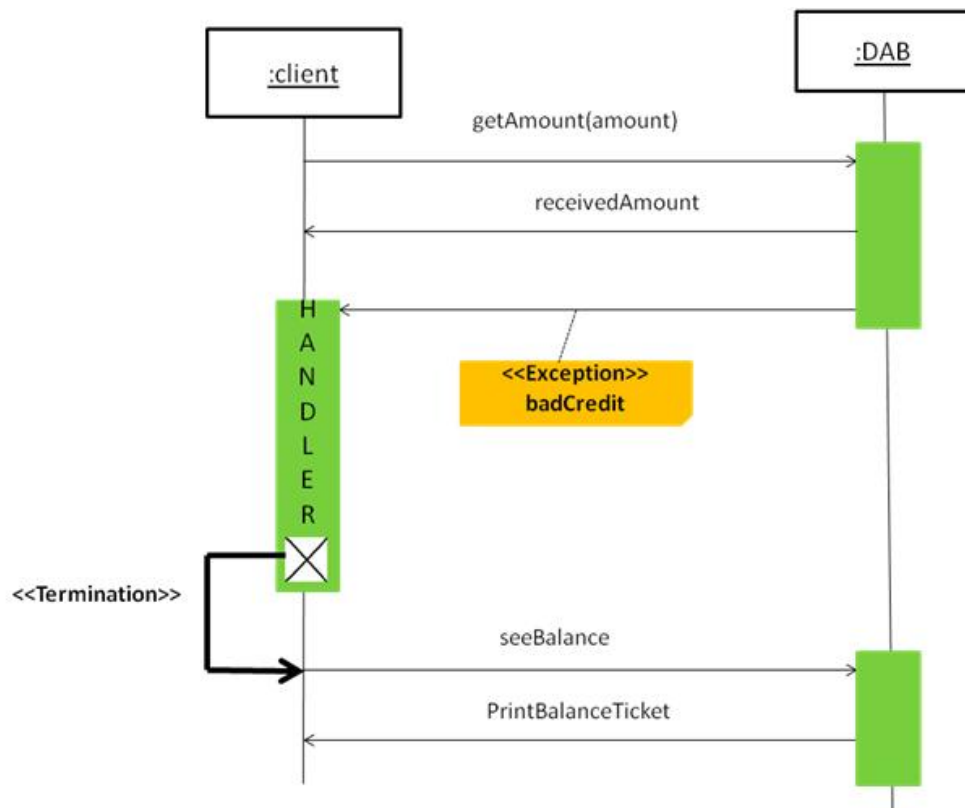 :client
:DAB
getAmount(amount)
receivedAmount
H
A
N
D
L
E
R
<<Exception>>
badCredit
<<Termination>>
seeBalance
PrintBalanceTicket